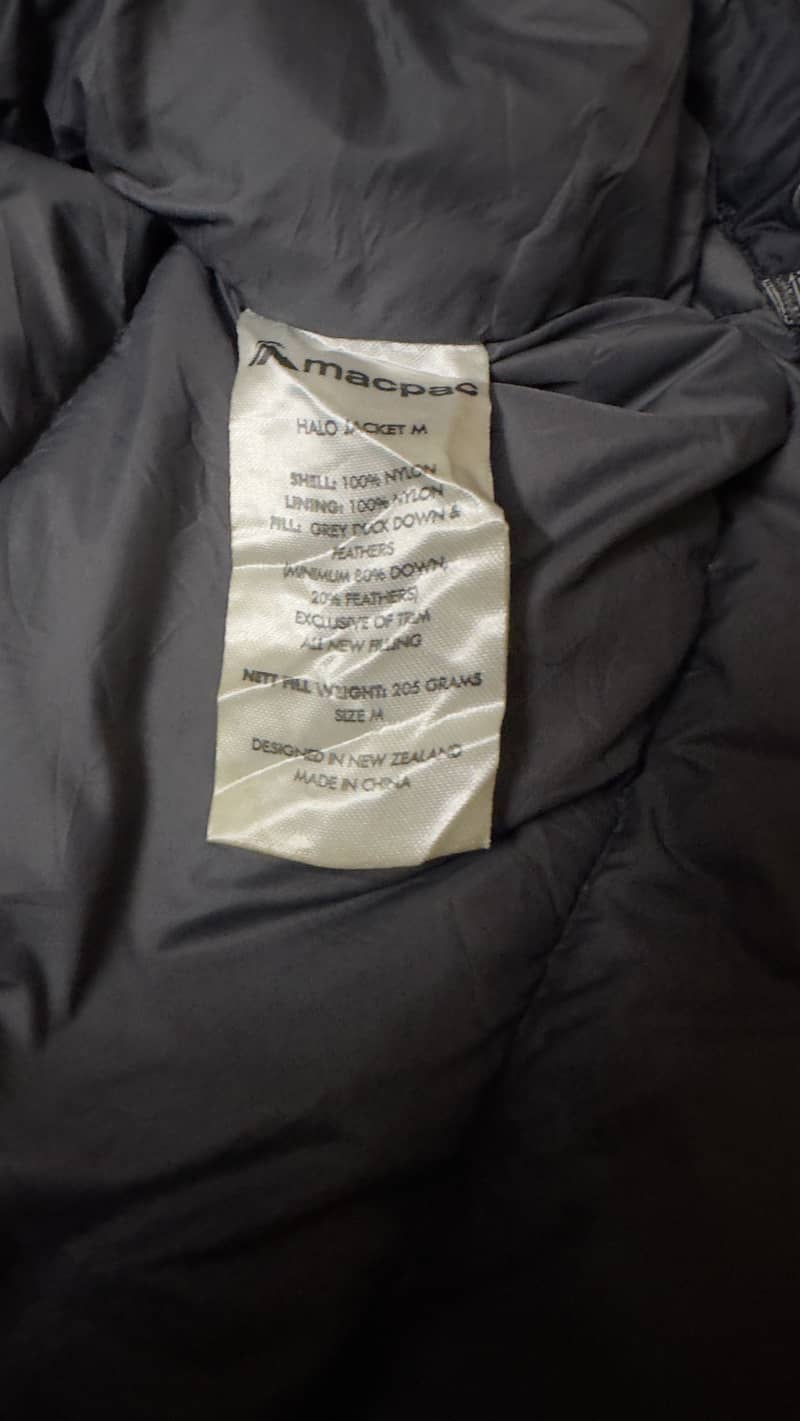 macpac
HALO JACKET M
SHELL: 100% NYLON
LINING: 100% NYLON
FILL: GREY DUCK DOWN &
FEATHERS
(MINIMUM 80% DOWN,
20% FEATHERS)
EXCLUSIVE OF TRIM
ALL NEW FILLING
NETT FILL WEIGHT: 205 GRAMS
SIZE M
DESIGNED IN NEW ZEALAND
MADE IN CHINA